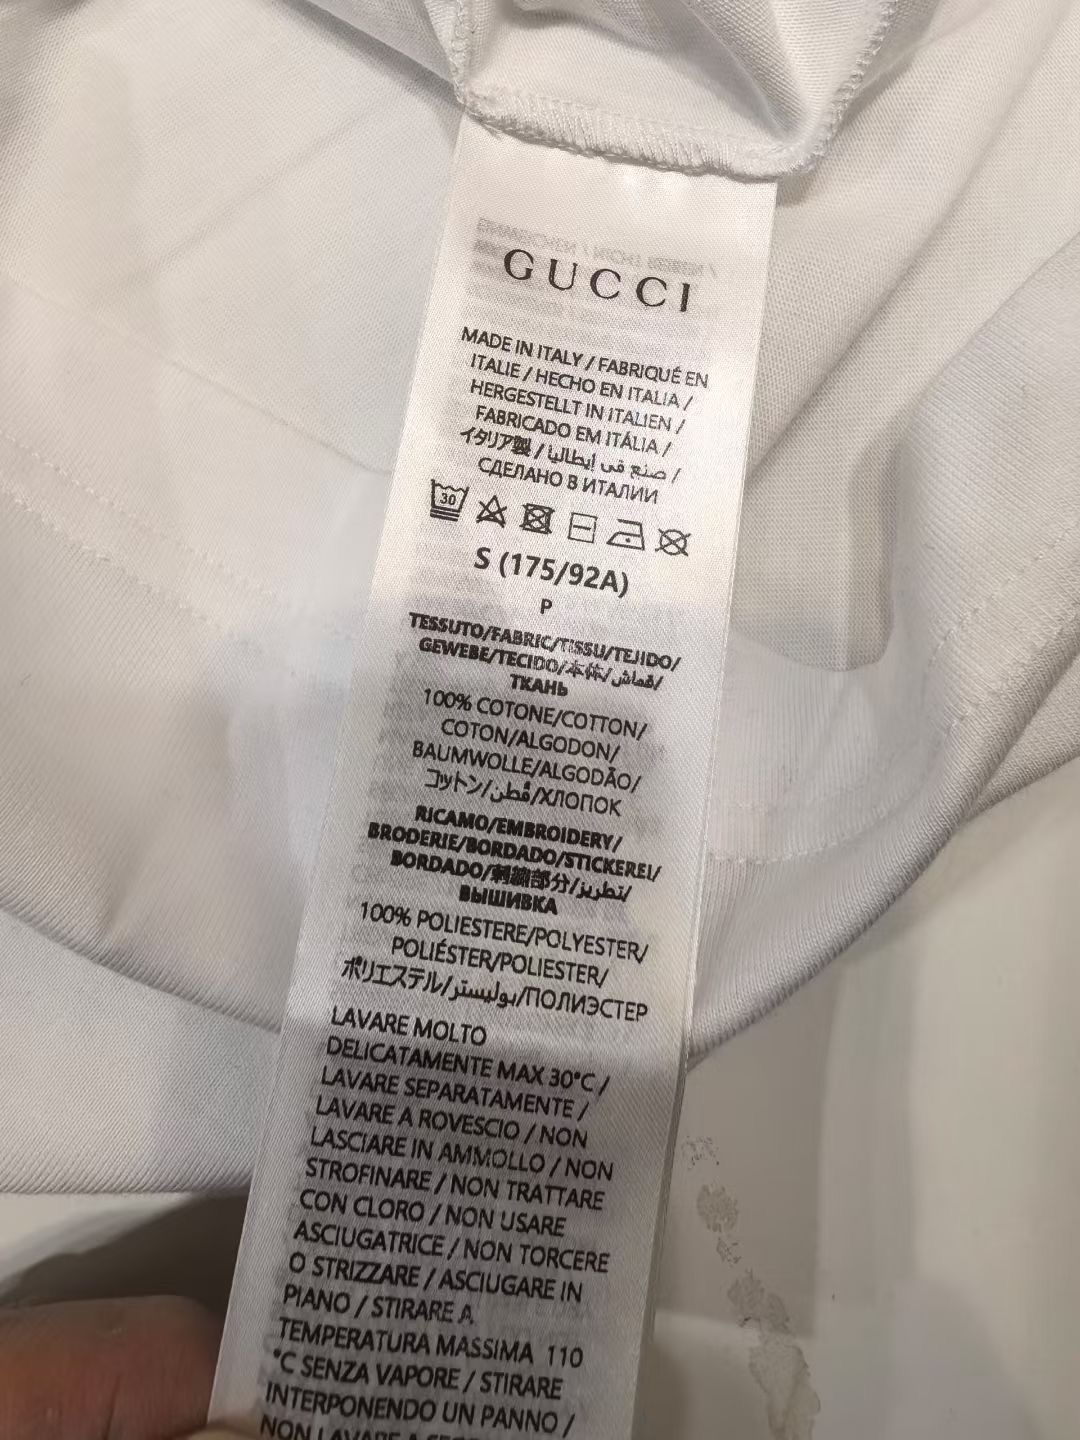 GUCCI
MADE IN ITALY / FABRIQUÉ EN
ITALIE / HECHO EN ITALIA /
HERGESTELLT IN ITALIEN /
FABRICADO EM ITÁLIA /
イタリア製 / صنع في إيطاليا /
СДЕЛАНО В ИТАЛИИ
30
S (175/92A)
P
TESSUTO/FABRIC/TISSU/TEJIDO/
GEWEBE/TECIDO/本体/قماش/
ТКАНЬ
100% COTONE/COTTON/
COTON/ALGODON/
BAUMWOLLE/ALGODÃO/
コットン/قطن/ХЛОПОК
RICAMO/EMBROIDERY/
BRODERIE/BORDADO/STICKEREI/
BORDADO/刺繍部分/تطريز/
ВЫШИВКА
100% POLIESTERE/POLYESTER/
POLIÉSTER/POLIESTER/
ポリエステル/بوليستر/ПОЛИЭСТЕР
LAVARE MOLTO
DELICATAMENTE MAX 30°C /
LAVARE SEPARATAMENTE /
LAVARE A ROVESCIO / NON
LASCIARE IN AMMOLLO / NON
STROFINARE / NON TRATTARE
CON CLORO / NON USARE
ASCIUGATRICE / NON TORCERE
O STRIZZARE / ASCIUGARE IN
PIANO / STIRARE A
TEMPERATURA MASSIMA 110
°C SENZA VAPORE / STIRARE
INTERPONENDO UN PANNO /
NON LAVARE A